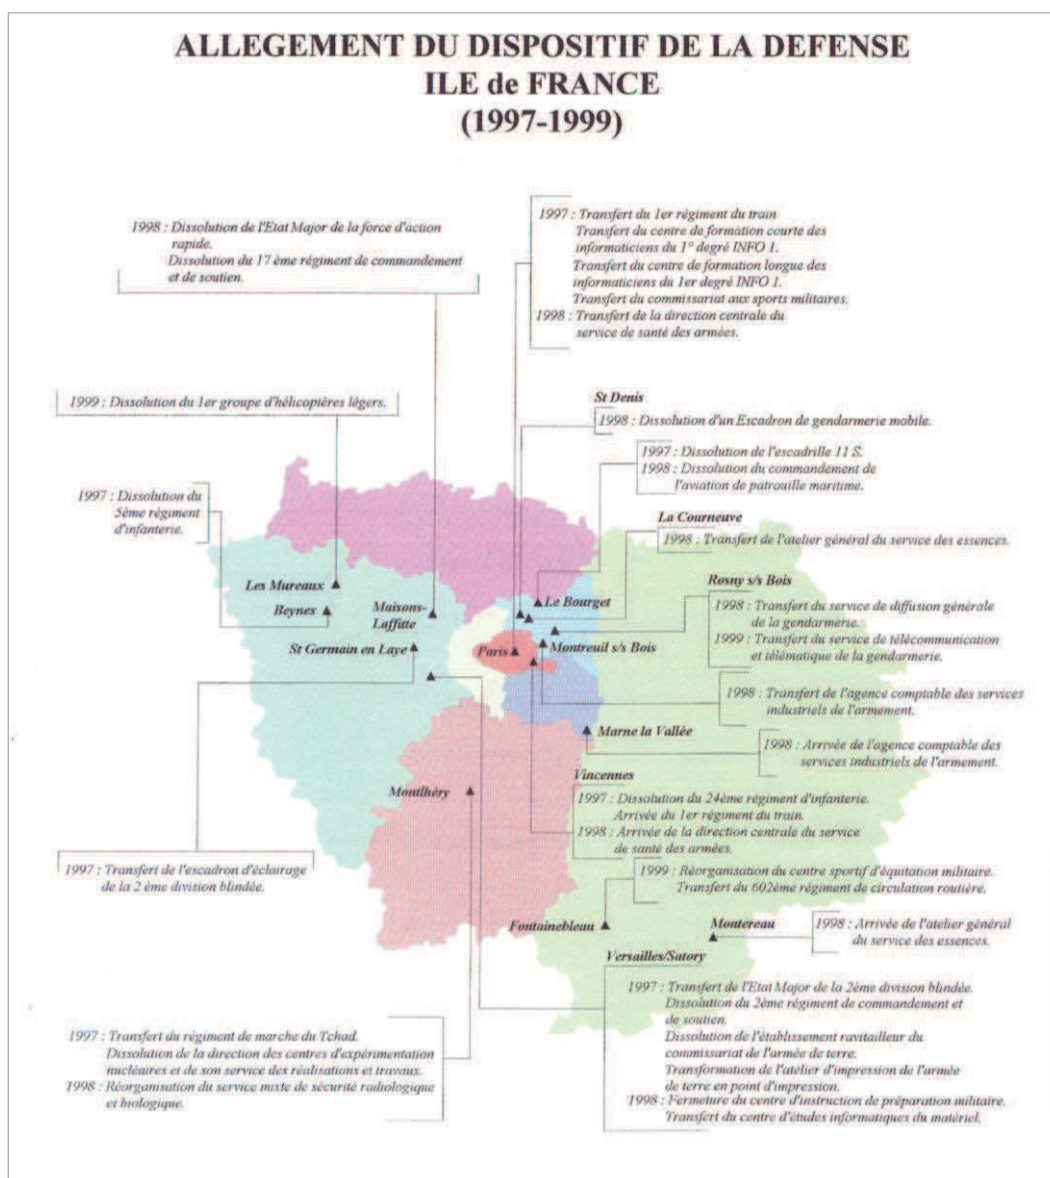 ALLEGEMENT DU DISPOSITIF DE LA DEFENSE
ILE de FRANCE
(1997-1999)
1998 : Dissolution de l'Etat Major de la force d'action
rapide.
Dissolution du 17 ème régiment de commandement
et de soutien.
1997 : Transfert du 1er régiment du train
Transfert du centre de formation courte des
informaticiens du 1° degré INFO 1.
Transfert du centre de formation longue des
informaticiens du 1er degré INFO 1.
Transfert du commissariat aux sports militaires.
1998 : Transfert de la direction centrale du
service de santé des armées.
1999 : Dissolution du 1er groupe d'hélicoptères légers.
St Denis
1998 : Dissolution d'un Escadron de gendarmerie mobile.
1997 : Dissolution de l'escadrille 11 S.
1998 : Dissolution du commandement de
l'aviation de patrouille maritime.
1997 : Dissolution du
5ème régiment
d'infanterie.
La Courneuve
1998 : Transfert de l'atelier général du service des essences.
Rosny s/s Bois
1998 : Transfert du service de diffusion générale
de la gendarmerie.
1999 : Transfert du service de télécommunication
et télématique de la gendarmerie.
Les Mureaux
Beynes
Maisons-
Laffitte
Le Bourget
St Germain en Laye
Paris
Montreuil s/s Bois
1998 : Transfert de l'agence comptable des services
industriels de l'armement.
Marne la Vallée
1998 : Arrivée de l'agence comptable des
services industriels de l'armement.
Vincennes
1997 : Dissolution du 24ème régiment d'infanterie.
Arrivée du 1er régiment du train.
1998 : Arrivée de la direction centrale du service
de santé des armées.
Montlhéry
1997 : Transfert de l'escadron d'éclairage
de la 2 ème division blindée.
1999 : Réorganisation du centre sportif d'équitation militaire.
Transfert du 602ème régiment de circulation routière.
Fontainebleau
Montereau
1998 : Arrivée de l'atelier général
du service des essences.
Versailles/Satory
1997 : Transfert de l'Etat Major de la 2ème division blindée.
Dissolution du 2ème régiment de commandement et
de soutien.
Dissolution de l'établissement ravitailleur du
commissariat de l'armée de terre.
Transformation de l'atélier d'impression de l'armée
de terre en point d'impression.
1998 : Fermeture du centre d'instruction de préparation militaire.
Transfert du centre d'études informatiques du matériel.
1997 : Transfert du régiment de marche du Tchad.
Dissolution de la direction des centres d'expérimentation
nucléaires et de son service des réalisations et travaux.
1998 : Réorganisation du service mixte de sécurité radiologique
et biologique.